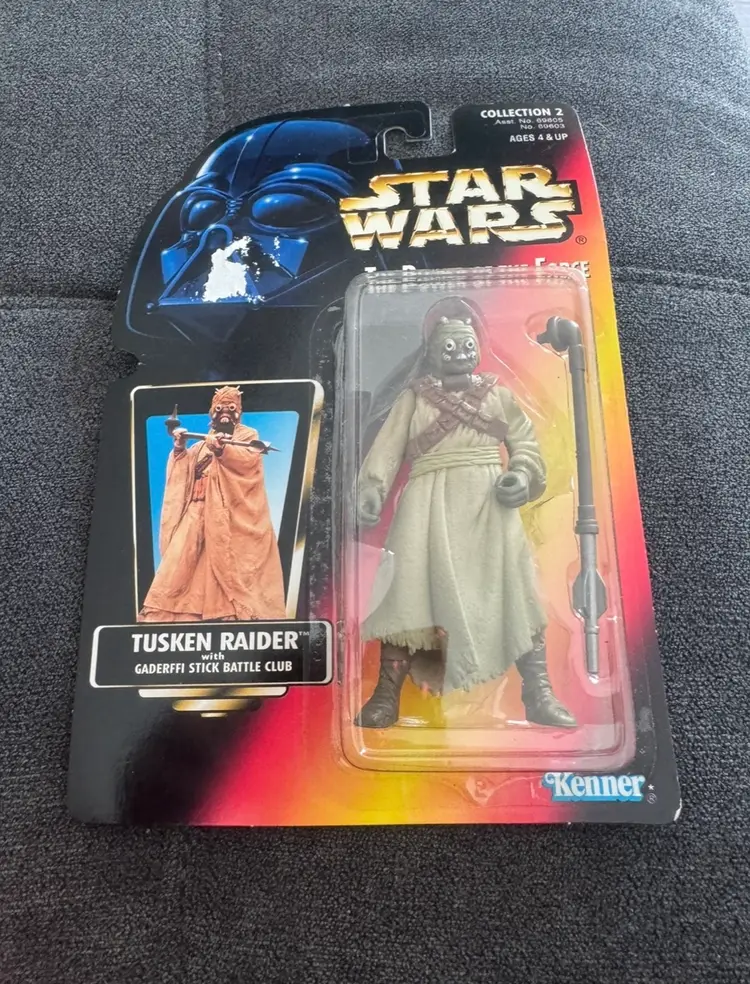 COLLECTION 2
Asst. No. 69605
No. 69603
AGES 4 & UP
STAR
WARS®
THE POWER OF THE FORCE
TUSKEN RAIDER™
with
GADERFFI STICK BATTLE CLUB
Kenner